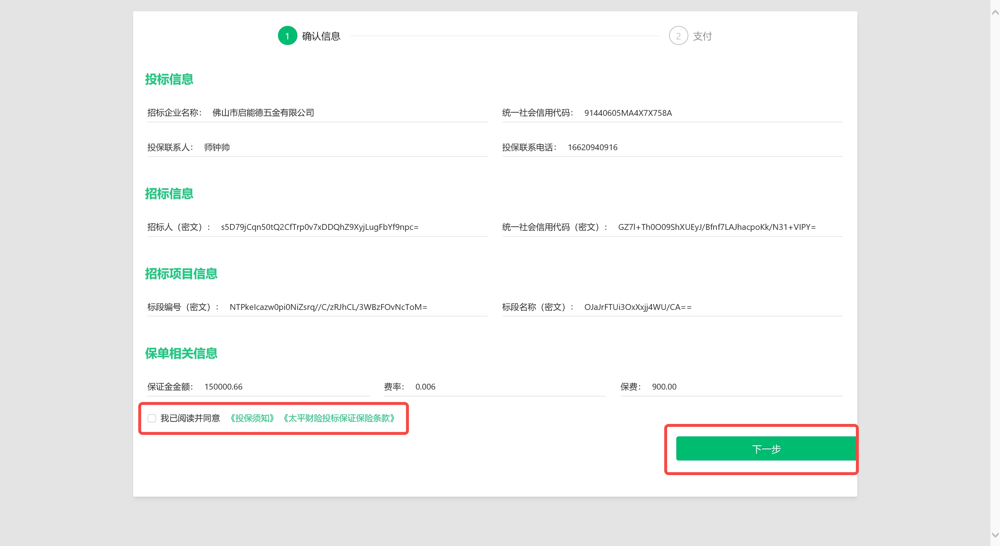 1 确认信息 2 支付
投标信息
招标企业名称： 佛山市启能德五金有限公司 统一社会信用代码： 91440605MA4X7X758A
投保联系人： 师钟帅 投保联系电话： 16620940916
招标信息
招标人（密文）： s5D79jCqn50tQ2CfTrp0v7xDDQhZ9XyjLugFbYf9npc= 统一社会信用代码（密文）： GZ7l+Th0O09ShXUEyJ/Bfnf7LAJhacpoKk/N31+VIPY=
招标项目信息
标段编号（密文）： NTPkeIcazw0pi0NiZsrq//C/zRJhCL/3WBzFOvNcToM= 标段名称（密文）： OJaJrFTUi3OxXxjj4WU/CA==
保单相关信息
保证金金额： 150000.66 费率： 0.006 保费： 900.00
我已阅读并同意 《投保须知》 《太平财险投标保证保险条款》
下一步